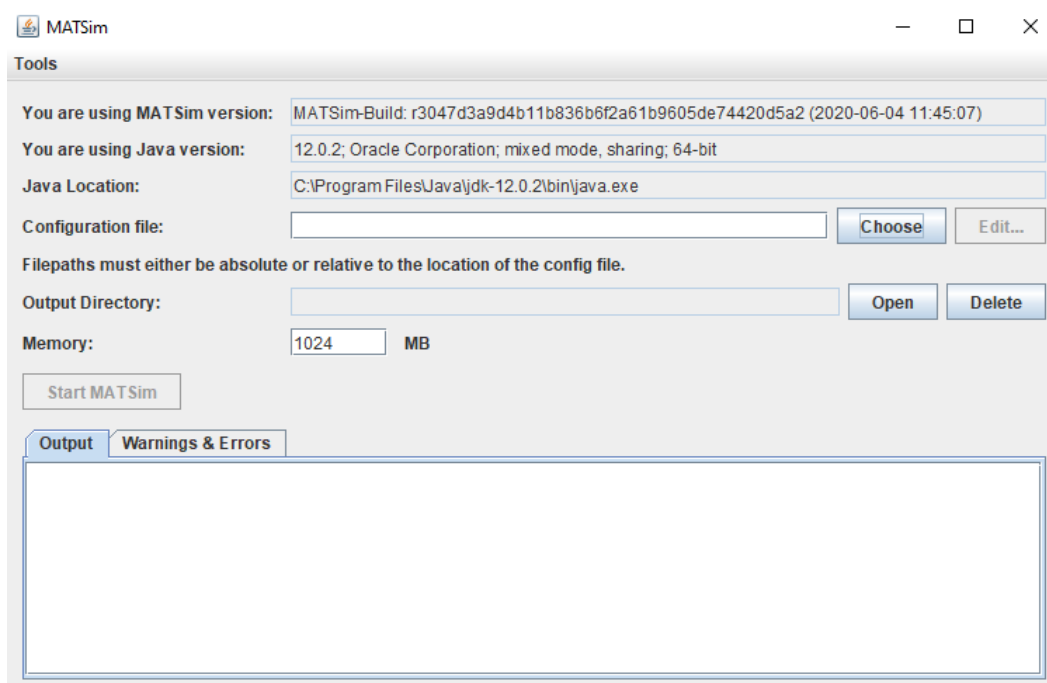 MATSim
Tools
You are using MATSim version: MATSim-Build: r3047d3a9d4b11b836b6f2a61b9605de74420d5a2 (2020-06-04 11:45:07)
You are using Java version: 12.0.2; Oracle Corporation; mixed mode, sharing; 64-bit
Java Location: C:\Program Files\Java\jdk-12.0.2\bin\java.exe
Configuration file: Choose Edit...
Filepaths must either be absolute or relative to the location of the config file.
Output Directory: Open Delete
Memory: 1024 MB
Start MATSim
Output Warnings & Errors